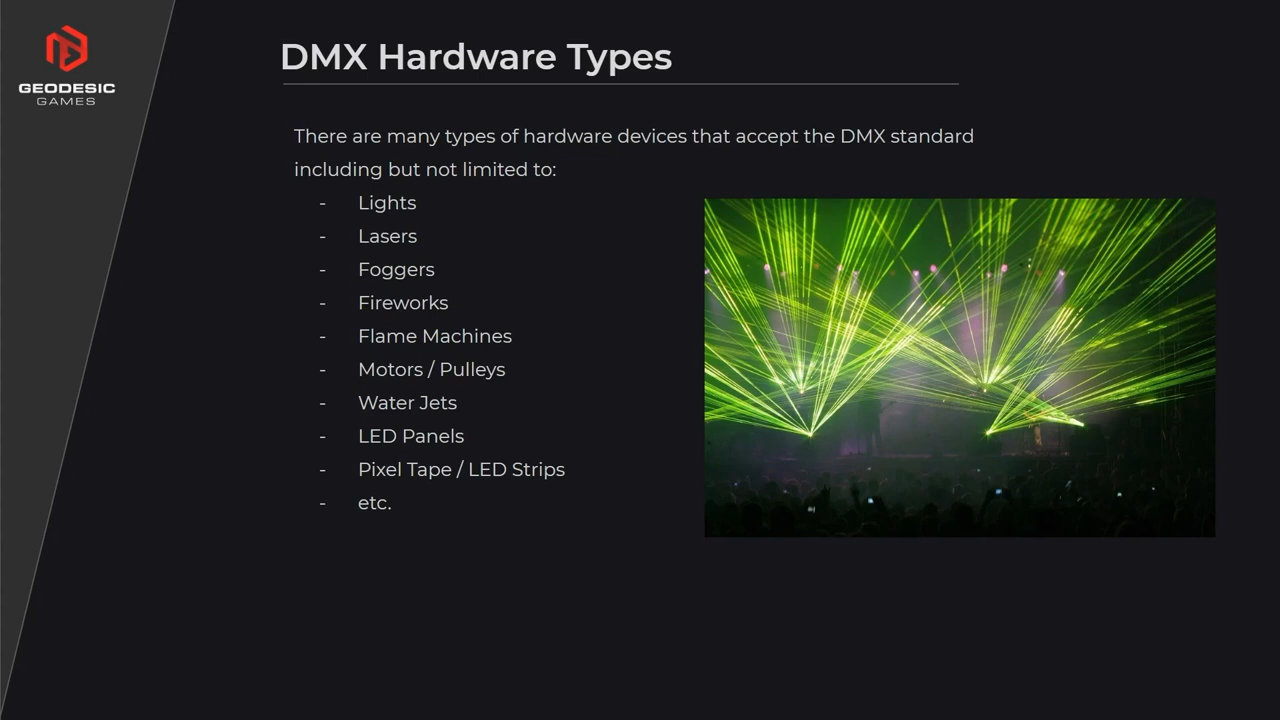 GEODESIC
GAMES
DMX Hardware Types
There are many types of hardware devices that accept the DMX standard
including but not limited to:
- Lights
- Lasers
- Foggers
- Fireworks
- Flame Machines
- Motors / Pulleys
- Water Jets
- LED Panels
- Pixel Tape / LED Strips
- etc.